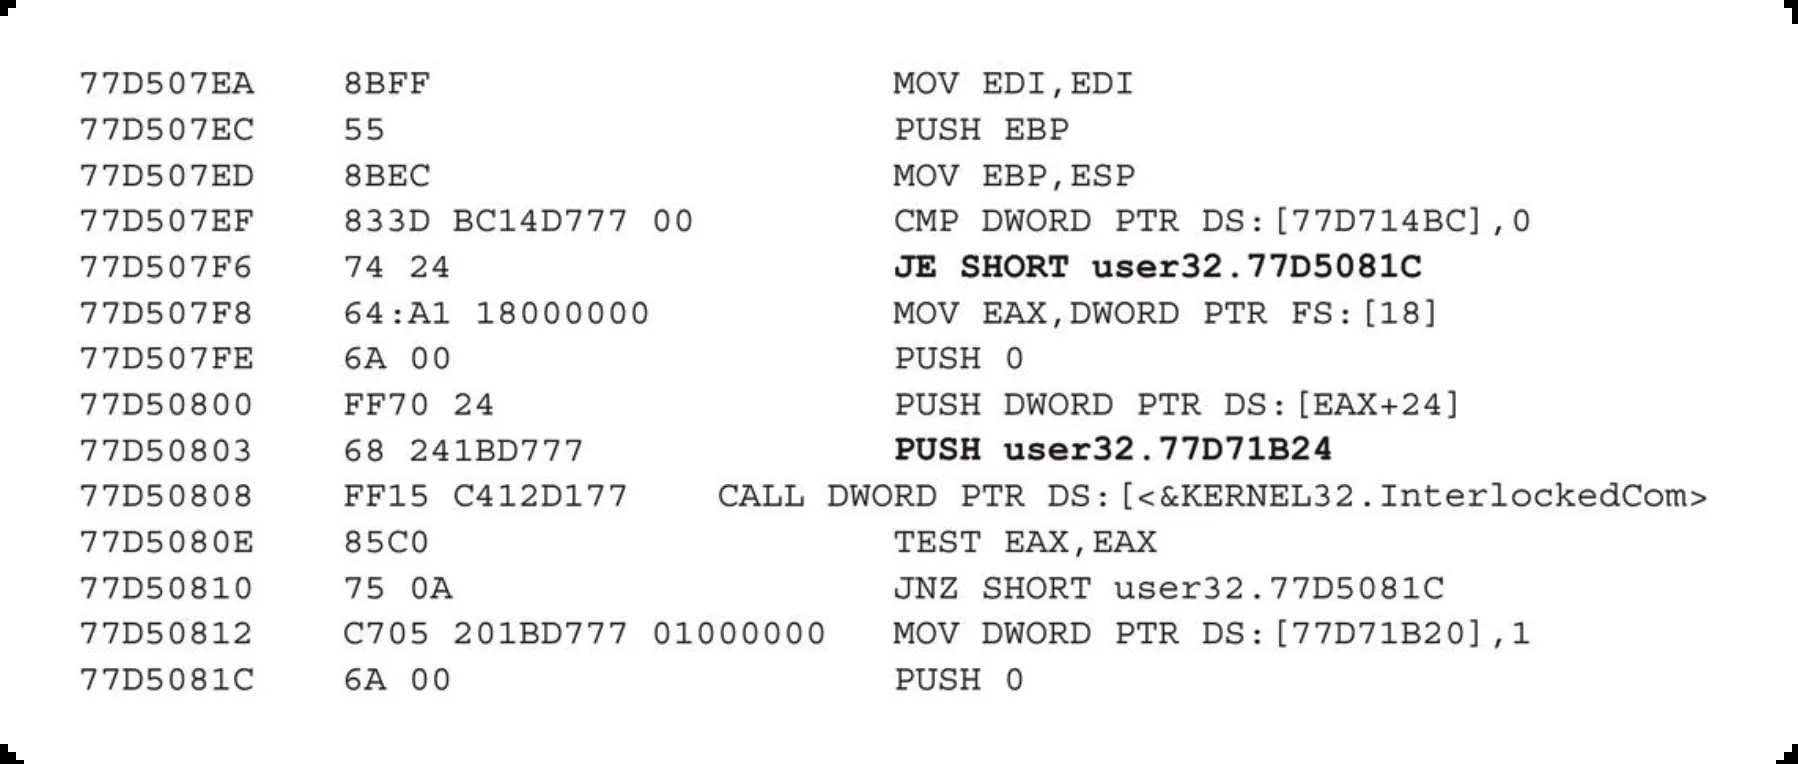 77D507EA 8BFF MOV EDI,EDI
77D507EC 55 PUSH EBP
77D507ED 8BEC MOV EBP,ESP
77D507EF 833D BC14D777 00 CMP DWORD PTR DS:[77D714BC],0
77D507F6 74 24 JE SHORT user32.77D5081C
77D507F8 64:A1 18000000 MOV EAX,DWORD PTR FS:[18]
77D507FE 6A 00 PUSH 0
77D50800 FF70 24 PUSH DWORD PTR DS:[EAX+24]
77D50803 68 241BD777 PUSH user32.77D71B24
77D50808 FF15 C412D177 CALL DWORD PTR DS:[<&KERNEL32.InterlockedCom>
77D5080E 85C0 TEST EAX,EAX
77D50810 75 0A JNZ SHORT user32.77D5081C
77D50812 C705 201BD777 01000000 MOV DWORD PTR DS:[77D71B20],1
77D5081C 6A 00 PUSH 0